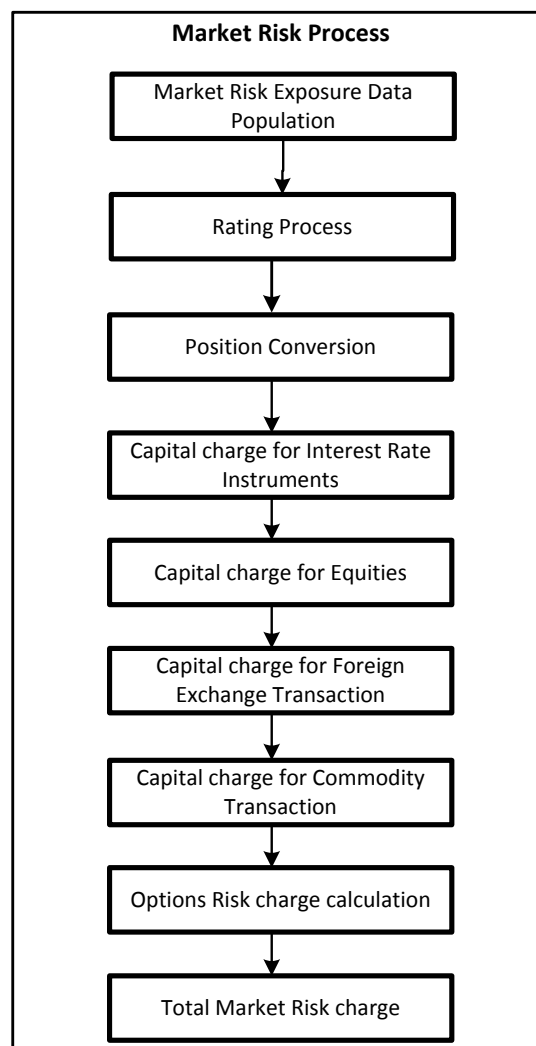 Market Risk Process
Market Risk Exposure Data
Population
Rating Process
Position Conversion
Capital charge for Interest Rate
Instruments
Capital charge for Equities
Capital charge for Foreign
Exchange Transaction
Capital charge for Commodity
Transaction
Options Risk charge calculation
Total Market Risk charge